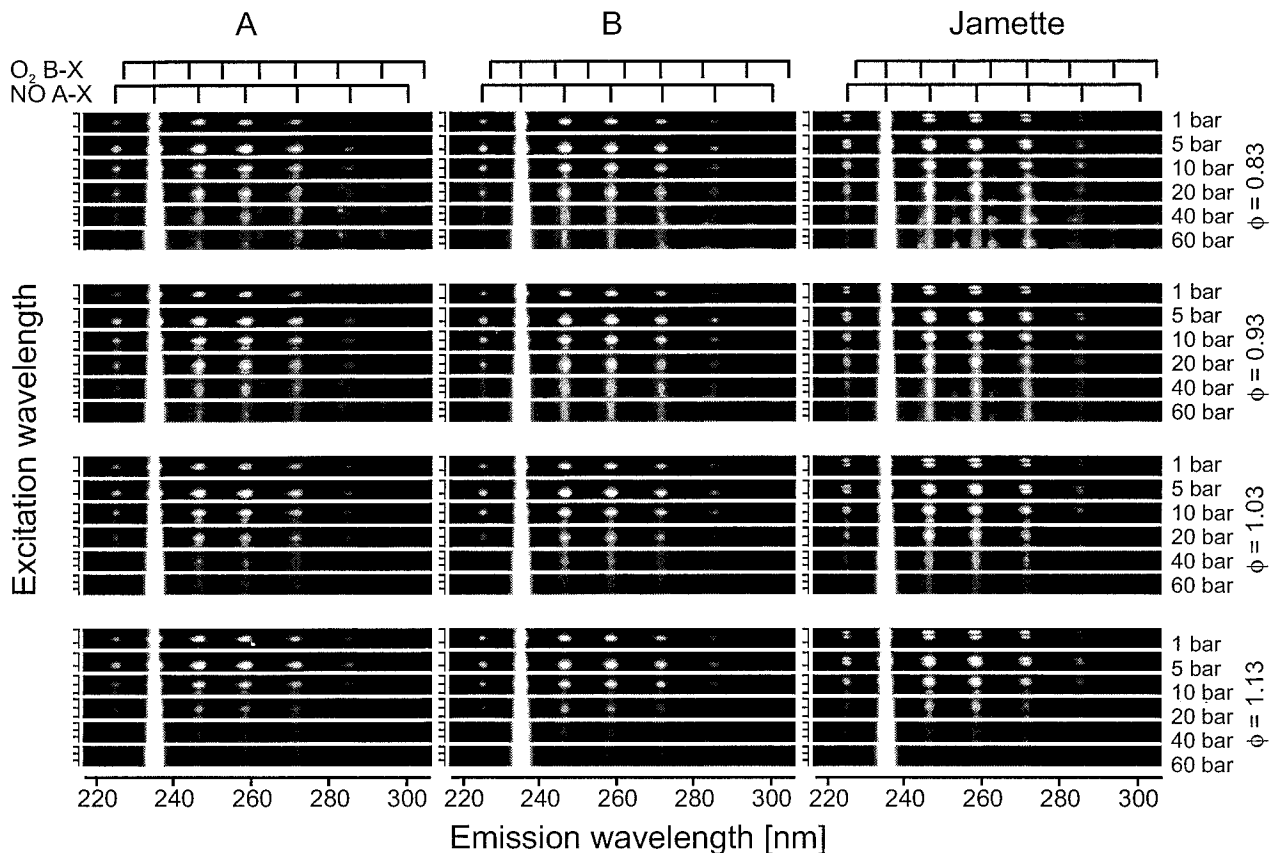 A B Jamette
O₂ B-X
NO A-X
1 bar
5 bar
10 bar
20 bar
40 bar
60 bar
ϕ = 0.83
1 bar
5 bar
10 bar
20 bar
40 bar
60 bar
ϕ = 0.93
1 bar
5 bar
10 bar
20 bar
40 bar
60 bar
ϕ = 1.03
1 bar
5 bar
10 bar
20 bar
40 bar
60 bar
ϕ = 1.13
Excitation wavelength
220 240 260 280 300 220 240 260 280 300 220 240 260 280 300
Emission wavelength [nm]